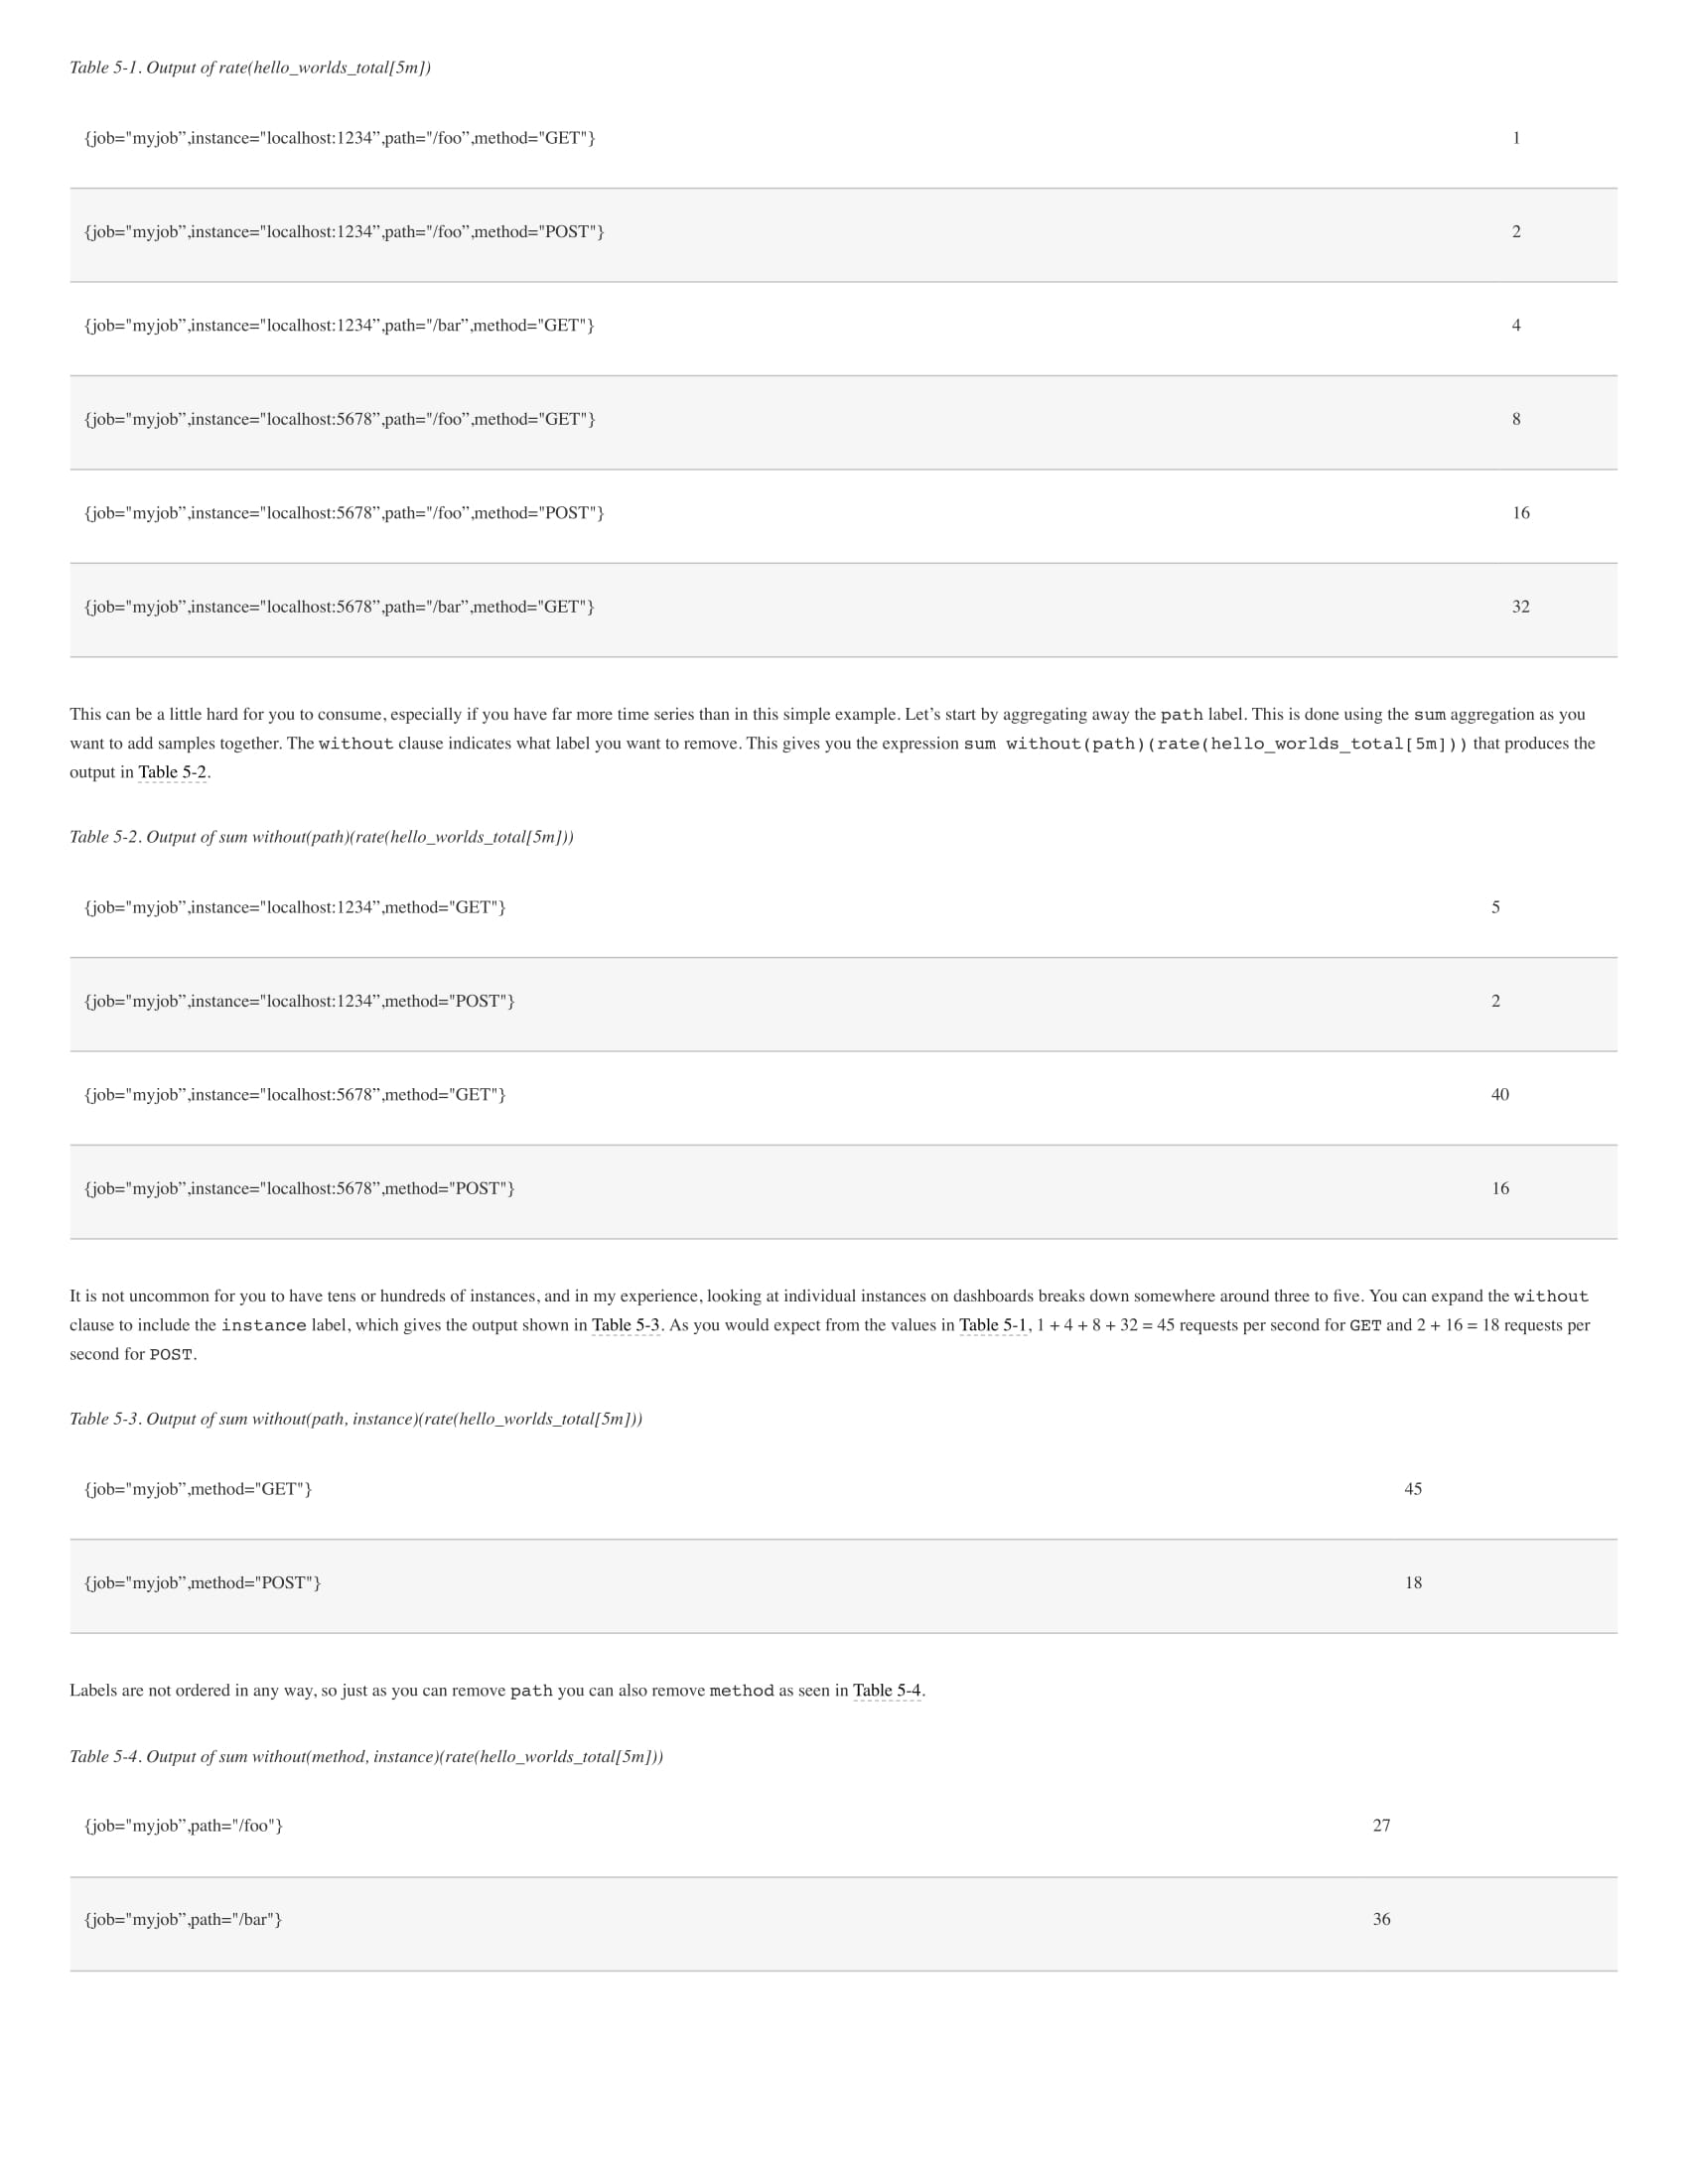 Table 5-1. Output of rate(hello_worlds_total[5m])
{job="myjob”,instance="localhost:1234”,path="/foo”,method="GET"} 1
{job="myjob”,instance="localhost:1234”,path="/foo”,method="POST"} 2
{job="myjob”,instance="localhost:1234”,path="/bar”,method="GET"} 4
{job="myjob”,instance="localhost:5678”,path="/foo”,method="GET"} 8
{job="myjob”,instance="localhost:5678”,path="/foo”,method="POST"} 16
{job="myjob”,instance="localhost:5678”,path="/bar”,method="GET"} 32
This can be a little hard for you to consume, especially if you have far more time series than in this simple example. Let’s start by aggregating away the path label. This is done using the sum aggregation as you
want to add samples together. The without clause indicates what label you want to remove. This gives you the expression sum without(path)(rate(hello_worlds_total[5m])) that produces the
output in Table 5-2.
Table 5-2. Output of sum without(path)(rate(hello_worlds_total[5m]))
{job="myjob”,instance="localhost:1234”,method="GET"} 5
{job="myjob”,instance="localhost:1234”,method="POST"} 2
{job="myjob”,instance="localhost:5678”,method="GET"} 40
{job="myjob”,instance="localhost:5678”,method="POST"} 16
It is not uncommon for you to have tens or hundreds of instances, and in my experience, looking at individual instances on dashboards breaks down somewhere around three to five. You can expand the without
clause to include the instance label, which gives the output shown in Table 5-3. As you would expect from the values in Table 5-1, 1 + 4 + 8 + 32 = 45 requests per second for GET and 2 + 16 = 18 requests per
second for POST.
Table 5-3. Output of sum without(path, instance)(rate(hello_worlds_total[5m]))
{job="myjob”,method="GET"} 45
{job="myjob”,method="POST"} 18
Labels are not ordered in any way, so just as you can remove path you can also remove method as seen in Table 5-4.
Table 5-4. Output of sum without(method, instance)(rate(hello_worlds_total[5m]))
{job="myjob”,path="/foo"} 27
{job="myjob”,path="/bar"} 36